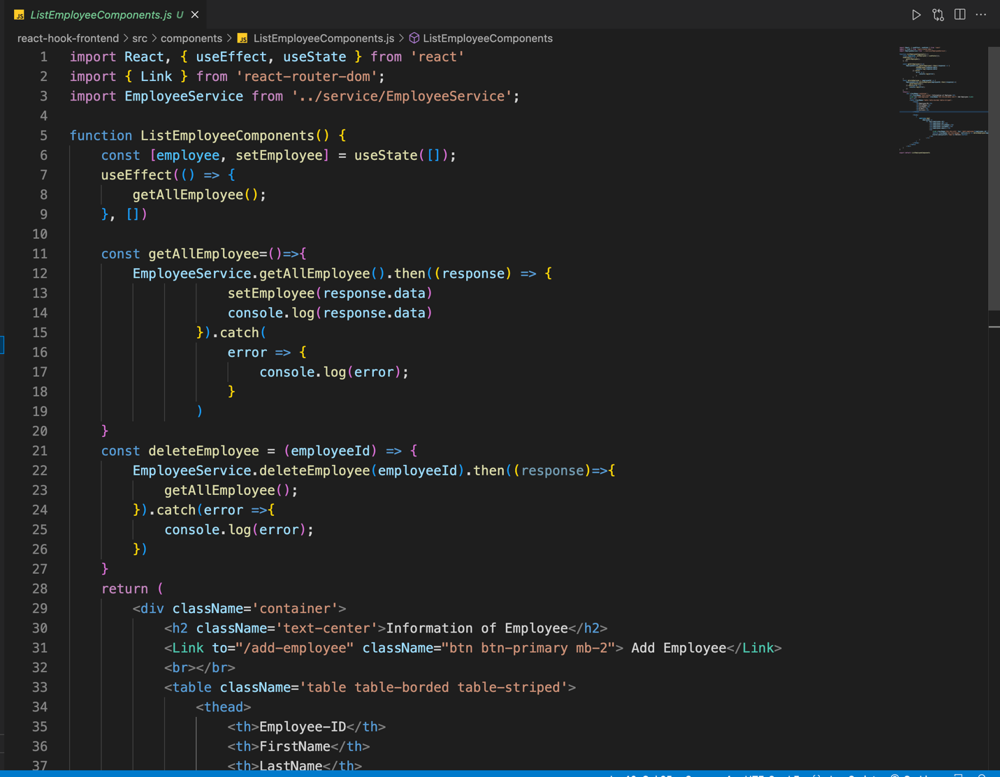 ListEmployeeComponents.js U
react-hook-frontend > src > components > ListEmployeeComponents.js > ListEmployeeComponents
1 import React, { useEffect, useState } from 'react'
2 import { Link } from 'react-router-dom';
3 import EmployeeService from '../service/EmployeeService';
4
5 function ListEmployeeComponents() {
6 const [employee, setEmployee] = useState([]);
7 useEffect(() => {
8 getAllEmployee();
9 }, [])
10
11 const getAllEmployee=()=>{
12 EmployeeService.getAllEmployee().then((response) => {
13 setEmployee(response.data)
14 console.log(response.data)
15 }).catch(
16 error => {
17 console.log(error);
18 }
19 )
20 }
21 const deleteEmployee = (employeeId) => {
22 EmployeeService.deleteEmployee(employeeId).then((response)=>{
23 getAllEmployee();
24 }).catch(error =>{
25 console.log(error);
26 })
27 }
28 return (
29 <div className='container'>
30 <h2 className='text-center'>Information of Employee</h2>
31 <Link to="/add-employee" className="btn btn-primary mb-2"> Add Employee</Link>
32 <br></br>
33 <table className='table table-borded table-striped'>
34 <thead>
35 <th>Employee-ID</th>
36 <th>FirstName</th>
37 <th>LastName</th>